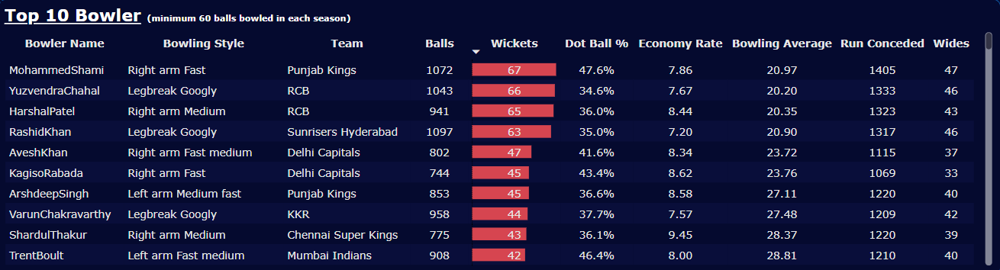 Top 10 Bowler (minimum 60 balls bowled in each season)
Bowler Name Bowling Style Team Balls Wickets Dot Ball % Economy Rate Bowling Average Run Conceded Wides
MohammedShami Right arm Fast Punjab Kings 1072 67 47.6% 7.86 20.97 1405 47
YuzvendraChahal Legbreak Googly RCB 1043 66 34.6% 7.67 20.20 1333 46
HarshalPatel Right arm Medium RCB 941 65 36.0% 8.44 20.35 1323 43
RashidKhan Legbreak Googly Sunrisers Hyderabad 1097 63 35.0% 7.20 20.90 1317 46
AveshKhan Right arm Fast medium Delhi Capitals 802 47 41.6% 8.34 23.72 1115 37
KagisoRabada Right arm Fast Delhi Capitals 744 45 43.4% 8.62 23.76 1069 33
ArshdeepSingh Left arm Medium fast Punjab Kings 853 45 36.6% 8.58 27.11 1220 40
VarunChakravarthy Legbreak Googly KKR 958 44 37.7% 7.57 27.48 1209 42
ShardulThakur Right arm Medium Chennai Super Kings 775 43 36.1% 9.45 28.37 1220 39
TrentBoult Left arm Fast medium Mumbai Indians 908 42 46.4% 8.00 28.81 1210 40